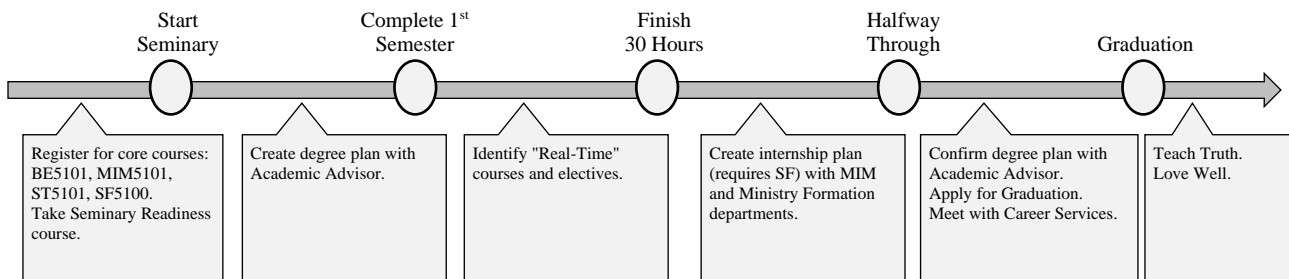 Start
Seminary
Complete 1st
Semester
Finish
30 Hours
Halfway
Through
Graduation
Register for core courses:
BE5101, MIM5101,
ST5101, SF5100.
Take Seminary Readiness
course.
Create degree plan with
Academic Advisor.
Identify "Real-Time"
courses and electives.
Create internship plan
(requires SF) with MIM
and Ministry Formation
departments.
Confirm degree plan with
Academic Advisor.
Apply for Graduation.
Meet with Career Services.
Teach Truth.
Love Well.